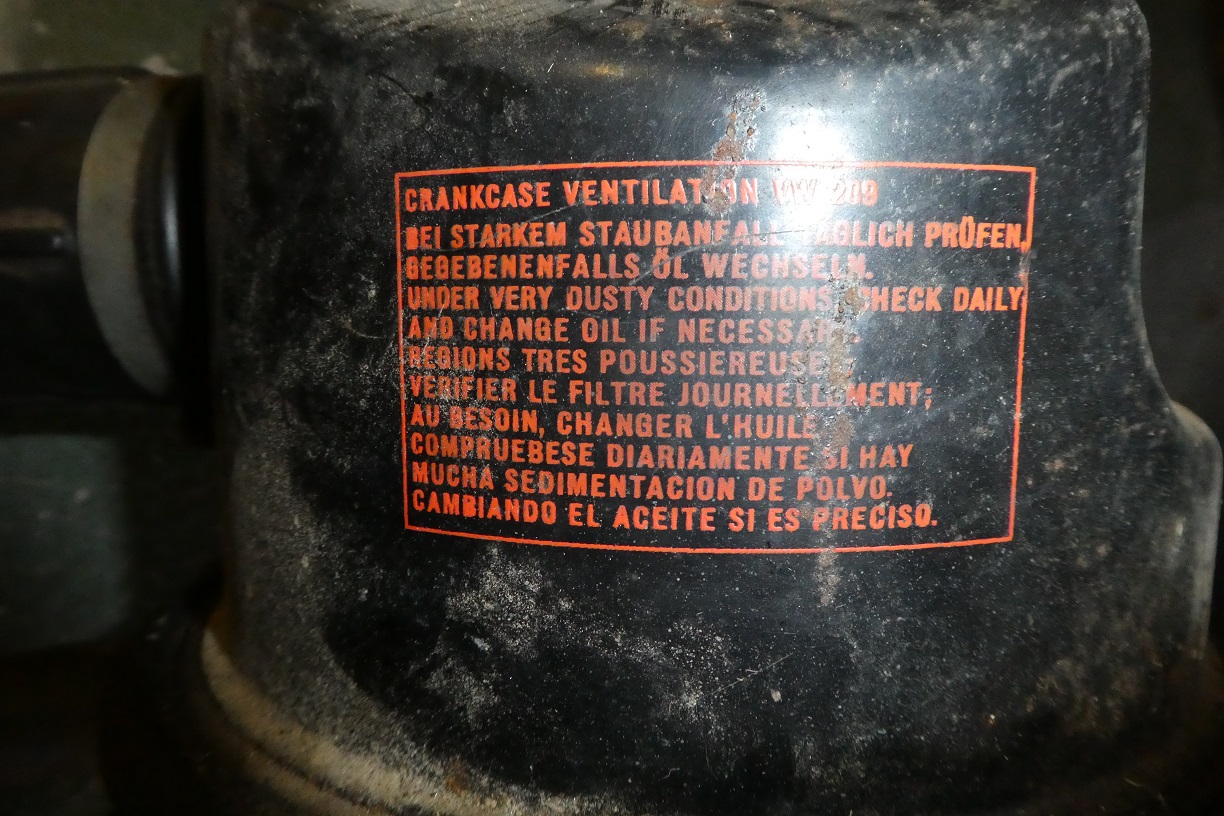 CRANKCASE VENTILATION VW 209
BEI STARKEM STAUBANFALL TÄGLICH PRÜFEN,
GEGEBENENFALLS ÖL WECHSELN.
UNDER VERY DUSTY CONDITIONS, CHECK DAILY
AND CHANGE OIL IF NECESSARY.
REGIONS TRES POUSSIEREUSES:
VERIFIER LE FILTRE JOURNELLEMENT;
AU BESOIN, CHANGER L'HUILE
COMPRUEBESE DIARIAMENTE SI HAY
MUCHA SEDIMENTACION DE POLVO.
CAMBIANDO EL ACEITE SI ES PRECISO.